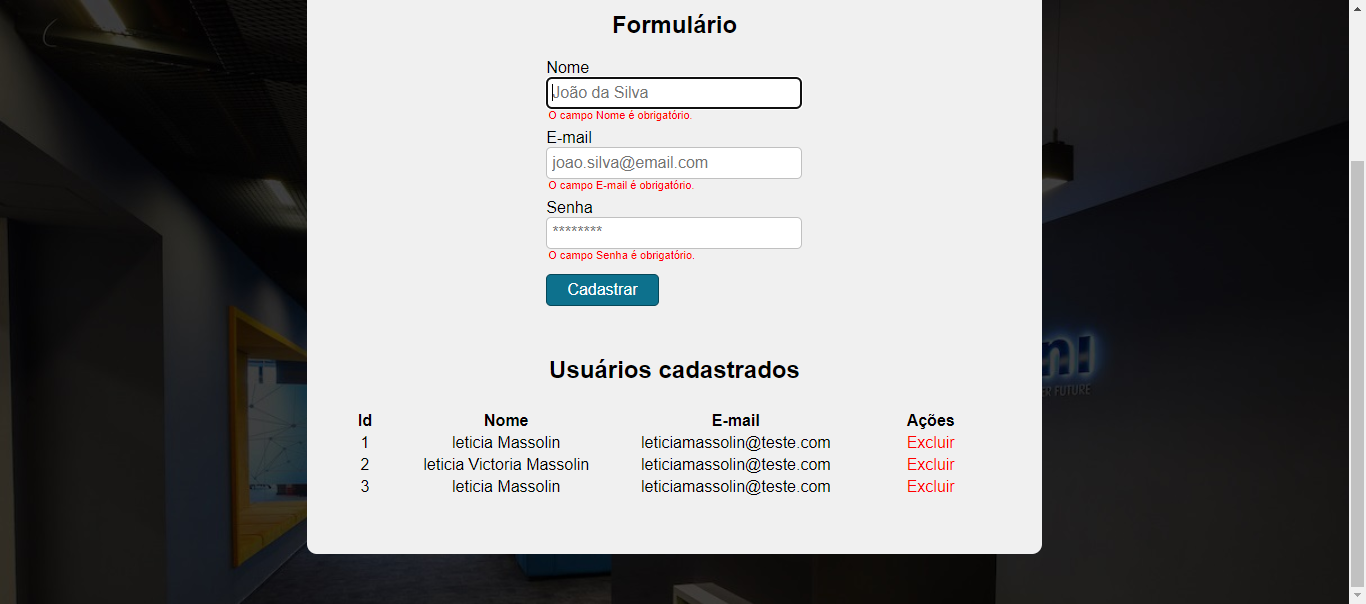 Formulário
Nome
João da Silva
O campo Nome é obrigatório.
E-mail
joao.silva@email.com
O campo E-mail é obrigatório.
Senha
********
O campo Senha é obrigatório.
Cadastrar
Usuários cadastrados
Id Nome E-mail Ações
1 leticia Massolin leticiamassolin@teste.com Excluir
2 leticia Victoria Massolin leticiamassolin@teste.com Excluir
3 leticia Massolin leticiamassolin@teste.com Excluir
FUTURE